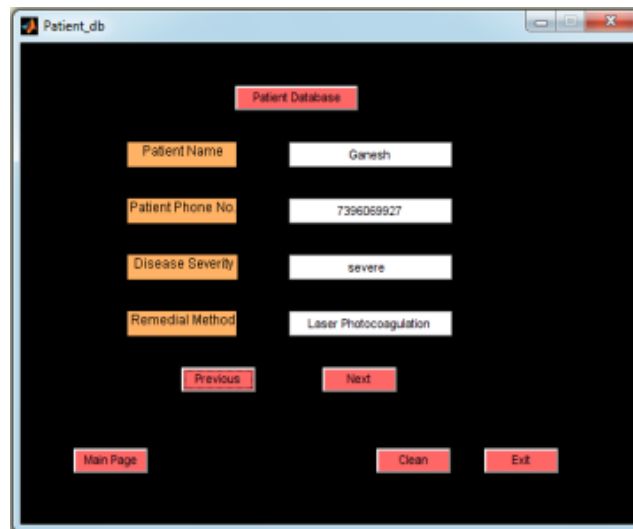 Patient_db
Patient Database
Patient Name Ganesh
Patient Phone No. 7396069927
Disease Severity severe
Remedial Method Laser Photocoagulation
Previous Next
Main Page Clean Exit